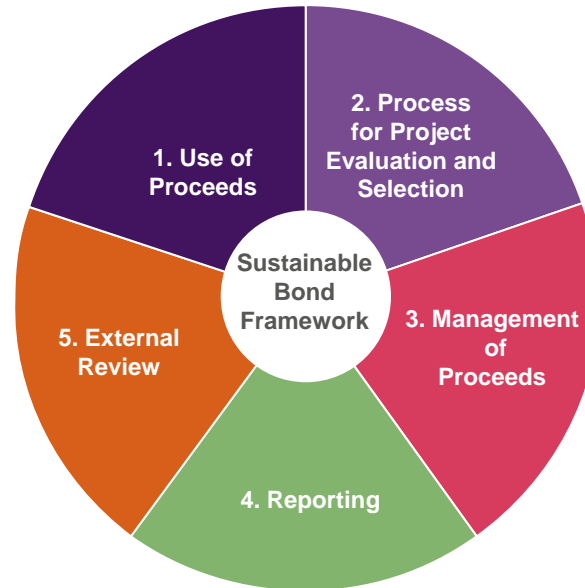 1. Use of
Proceeds
2. Process
for Project
Evaluation and
Selection
3. Management
of
Proceeds
4. Reporting
5. External
Review
Sustainable
Bond
Framework